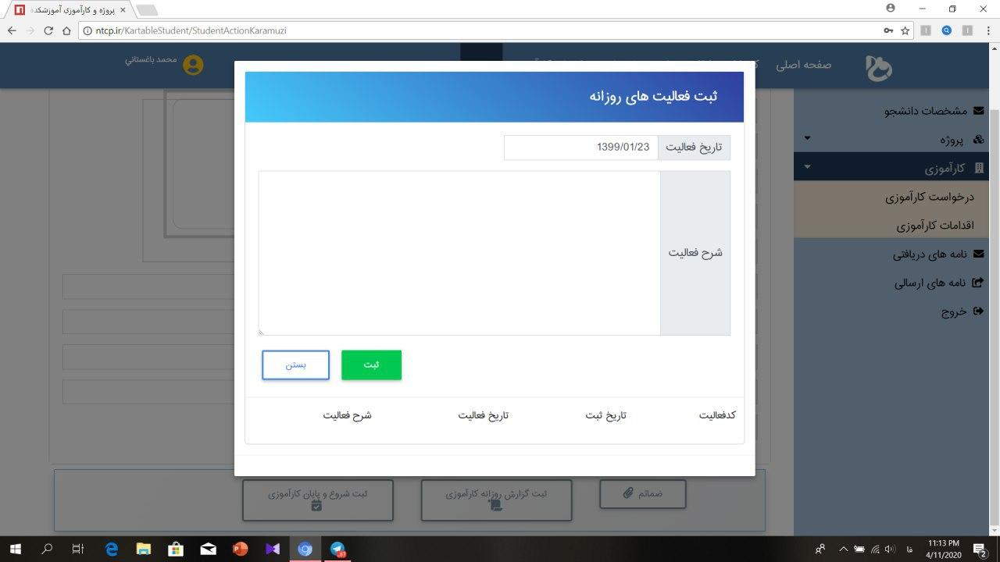 پروژه و کارآموزی آموزشکده
ntcp.ir/KartableStudent/StudentActionKaramuzi
صفحه اصلی
محمد باغستاني
مشخصات دانشجو
پروژه
کارآموزی
درخواست کارآموزی
اقدامات کارآموزی
نامه های دریافتی
نامه های ارسالی
خروج
ثبت فعالیت های روزانه
تاریخ فعالیت
1399/01/23
شرح فعالیت
ثبت
بستن
کدفعالیت تاریخ ثبت تاریخ فعالیت شرح فعالیت
ضمائم
ثبت گزارش روزانه کارآموزی
ثبت شروع و پایان کارآموزی
فا
11:13 PM
4/11/2020